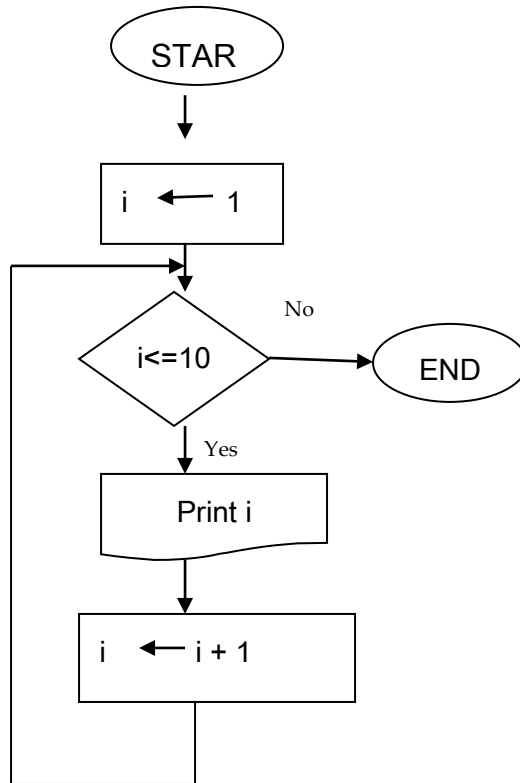 STAR
i 1
i<=10
No
END
Yes
Print i
i i + 1